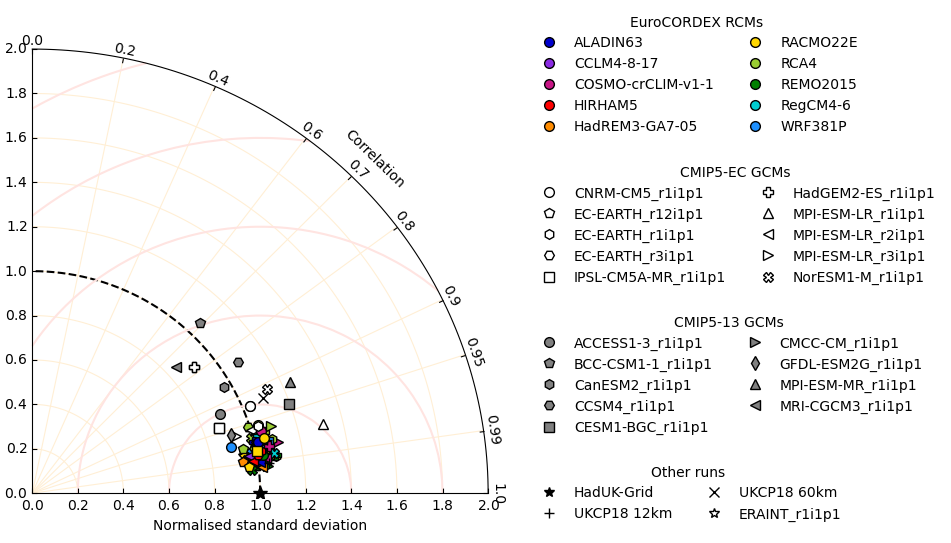 EuroCORDEX RCMs
ALADIN63 RACMO22E
CCLM4-8-17 RCA4
COSMO-crCLIM-v1-1 REMO2015
HIRHAM5 RegCM4-6
HadREM3-GA7-05 WRF381P
CMIP5-EC GCMs
CNRM-CM5_r1i1p1 HadGEM2-ES_r1i1p1
EC-EARTH_r12i1p1 MPI-ESM-LR_r1i1p1
EC-EARTH_r1i1p1 MPI-ESM-LR_r2i1p1
EC-EARTH_r3i1p1 MPI-ESM-LR_r3i1p1
IPSL-CM5A-MR_r1i1p1 NorESM1-M_r1i1p1
CMIP5-13 GCMs
ACCESS1-3_r1i1p1 CMCC-CM_r1i1p1
BCC-CSM1-1_r1i1p1 GFDL-ESM2G_r1i1p1
CanESM2_r1i1p1 MPI-ESM-MR_r1i1p1
CCSM4_r1i1p1 MRI-CGCM3_r1i1p1
CESM1-BGC_r1i1p1
Other runs
HadUK-Grid UKCP18 60km
UKCP18 12km ERAINT_r1i1p1
0.0
0.2
0.4
0.6
0.7
0.8
0.9
0.95
0.99
1.0
Correlation
2.0
1.8
1.6
1.4
1.2
1.0
0.8
0.6
0.4
0.2
0.0
0.0 0.2 0.4 0.6 0.8 1.0 1.2 1.4 1.6 1.8 2.0
Normalised standard deviation